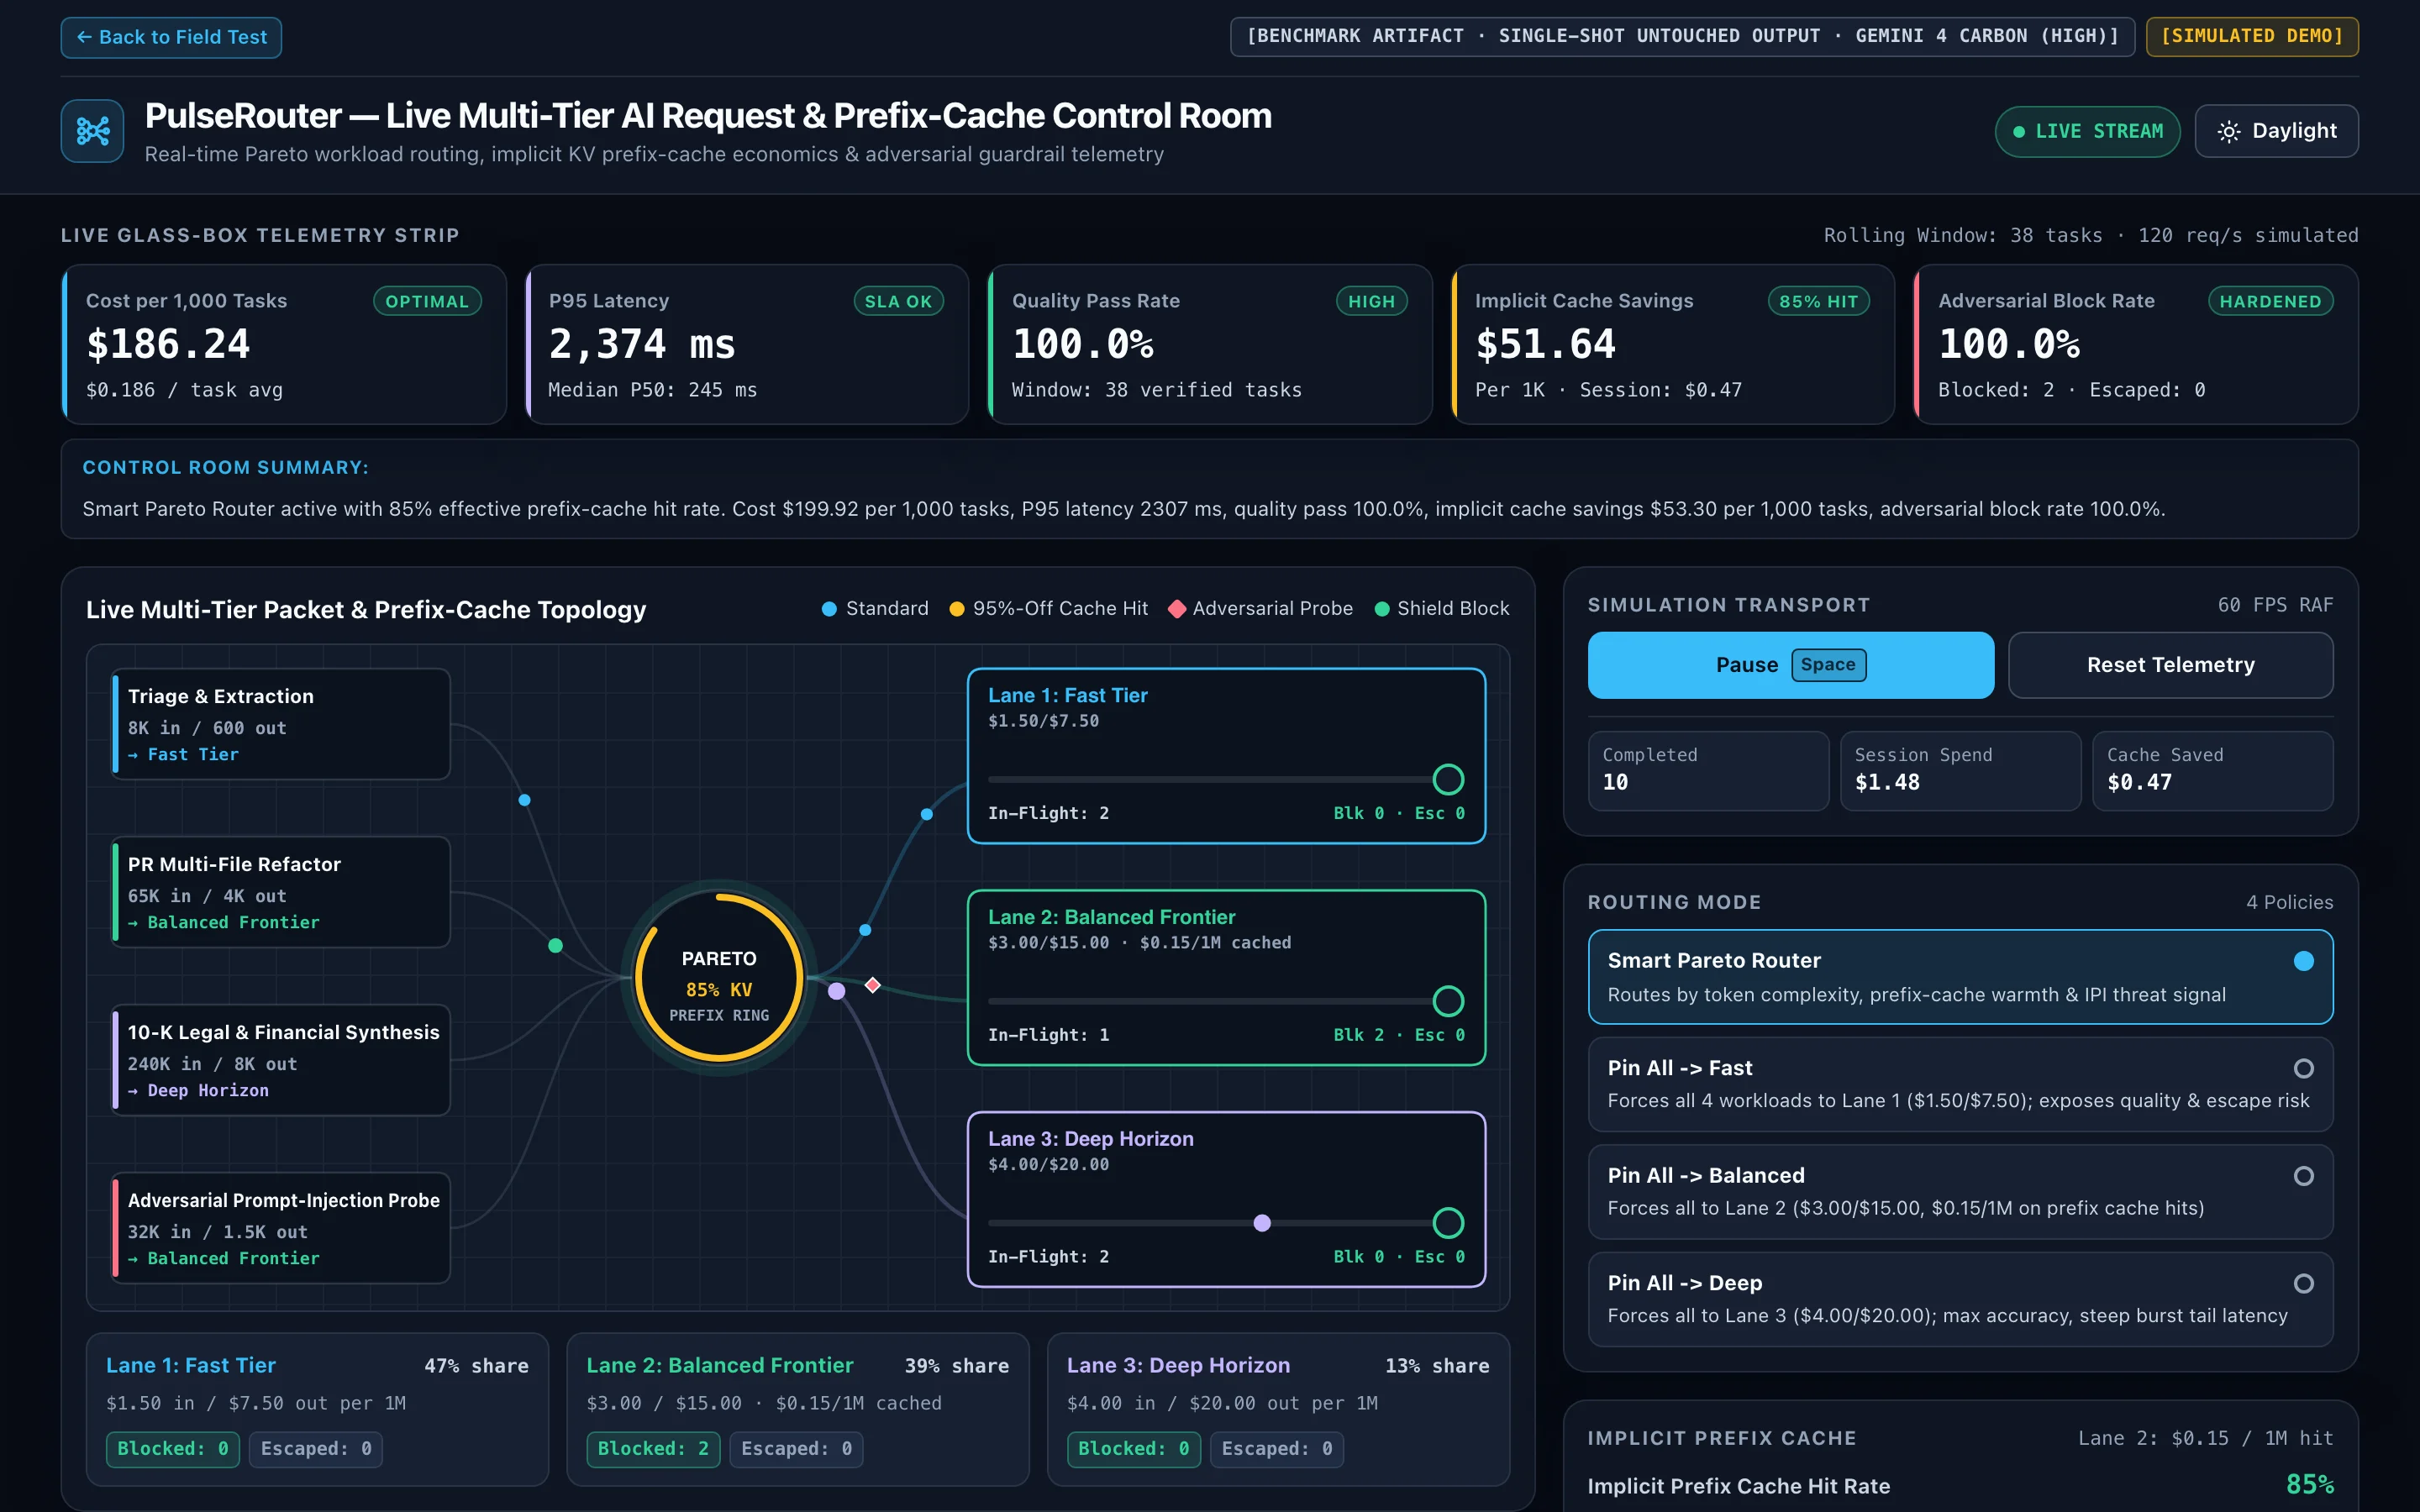 ← Back to Field Test
[BENCHMARK ARTIFACT · SINGLE-SHOT UNTOUCHED OUTPUT · GEMINI 4 CARBON (HIGH)]
[SIMULATED DEMO]
PulseRouter — Live Multi-Tier AI Request & Prefix-Cache Control Room
Real-time Pareto workload routing, implicit KV prefix-cache economics & adversarial guardrail telemetry
LIVE STREAM
Daylight
LIVE GLASS-BOX TELEMETRY STRIP
Rolling Window: 38 tasks · 120 req/s simulated
Cost per 1,000 Tasks
OPTIMAL
$186.24
$0.186 / task avg
P95 Latency
SLA OK
2,374 ms
Median P50: 245 ms
Quality Pass Rate
HIGH
100.0%
Window: 38 verified tasks
Implicit Cache Savings
85% HIT
$51.64
Per 1K · Session: $0.47
Adversarial Block Rate
HARDENED
100.0%
Blocked: 2 · Escaped: 0
CONTROL ROOM SUMMARY:
Smart Pareto Router active with 85% effective prefix-cache hit rate. Cost $199.92 per 1,000 tasks, P95 latency 2307 ms, quality pass 100.0%, implicit cache savings $53.30 per 1,000 tasks, adversarial block rate 100.0%.
Live Multi-Tier Packet & Prefix-Cache Topology
Standard
95%-Off Cache Hit
Adversarial Probe
Shield Block
Triage & Extraction
8K in / 600 out
→ Fast Tier
PR Multi-File Refactor
65K in / 4K out
→ Balanced Frontier
10-K Legal & Financial Synthesis
240K in / 8K out
→ Deep Horizon
Adversarial Prompt-Injection Probe
32K in / 1.5K out
→ Balanced Frontier
PARETO
85% KV
PREFIX RING
Lane 1: Fast Tier
$1.50/$7.50
In-Flight: 2
Blk 0 · Esc 0
Lane 2: Balanced Frontier
$3.00/$15.00 · $0.15/1M cached
In-Flight: 1
Blk 2 · Esc 0
Lane 3: Deep Horizon
$4.00/$20.00
In-Flight: 2
Blk 0 · Esc 0
Lane 1: Fast Tier
47% share
$1.50 in / $7.50 out per 1M
Blocked: 0
Escaped: 0
Lane 2: Balanced Frontier
39% share
$3.00 / $15.00 · $0.15/1M cached
Blocked: 2
Escaped: 0
Lane 3: Deep Horizon
13% share
$4.00 in / $20.00 out per 1M
Blocked: 0
Escaped: 0
SIMULATION TRANSPORT
60 FPS RAF
Pause Space
Reset Telemetry
Completed
10
Session Spend
$1.48
Cache Saved
$0.47
ROUTING MODE
4 Policies
Smart Pareto Router
Routes by token complexity, prefix-cache warmth & IPI threat signal
Pin All -> Fast
Forces all 4 workloads to Lane 1 ($1.50/$7.50); exposes quality & escape risk
Pin All -> Balanced
Forces all to Lane 2 ($3.00/$15.00, $0.15/1M on prefix cache hits)
Pin All -> Deep
Forces all to Lane 3 ($4.00/$20.00); max accuracy, steep burst tail latency
IMPLICIT PREFIX CACHE
Lane 2: $0.15 / 1M hit
Implicit Prefix Cache Hit Rate
85%